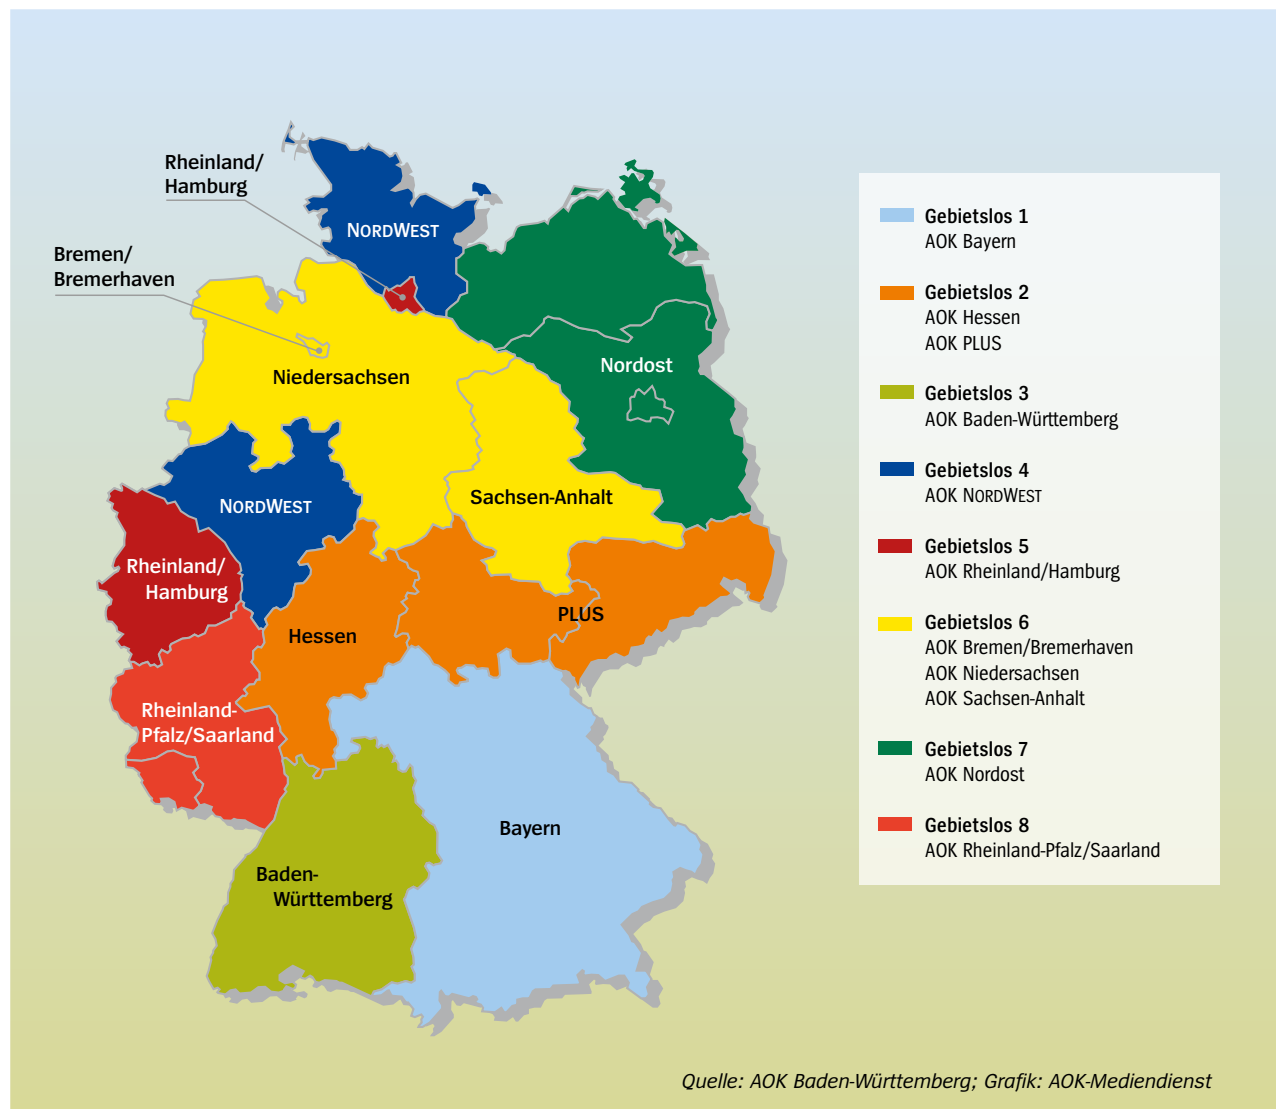 Rheinland/
Hamburg
NORDWEST
Bremen/
Bremerhaven
Niedersachsen
Nordost
NORDWEST
Sachsen-Anhalt
Rheinland/
Hamburg
Hessen
PLUS
Rheinland-
Pfalz/Saarland
Bayern
Baden-
Württemberg
Gebietslos 1
AOK Bayern
Gebietslos 2
AOK Hessen
AOK PLUS
Gebietslos 3
AOK Baden-Württemberg
Gebietslos 4
AOK NORDWEST
Gebietslos 5
AOK Rheinland/Hamburg
Gebietslos 6
AOK Bremen/Bremerhaven
AOK Niedersachsen
AOK Sachsen-Anhalt
Gebietslos 7
AOK Nordost
Gebietslos 8
AOK Rheinland-Pfalz/Saarland
Quelle: AOK Baden-Württemberg; Grafik: AOK-Mediendienst